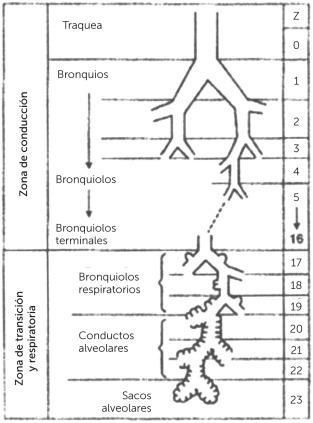 Z
Traquea
0
Bronquios
1
2
3
4
Bronquiolos
5
Bronquiolos
terminales
16
17
Bronquiolos
respiratorios
18
19
Conductos
alveolares
20
21
22
Sacos
alveolares
23
Zona de conducción
Zona de transición
y respiratoria